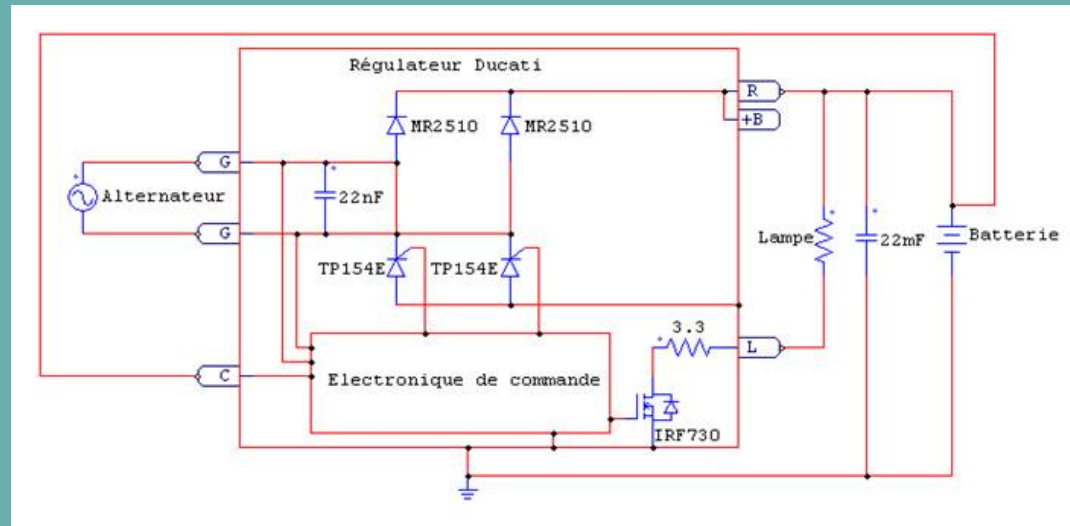 Régulateur Ducati
R
+B
MR2510 MR2510
G
Alternateur
22nF
G
TP154E TP154E
Lampe
22mF
Batterie
3.3
L
C
Electronique de commande
IRF730